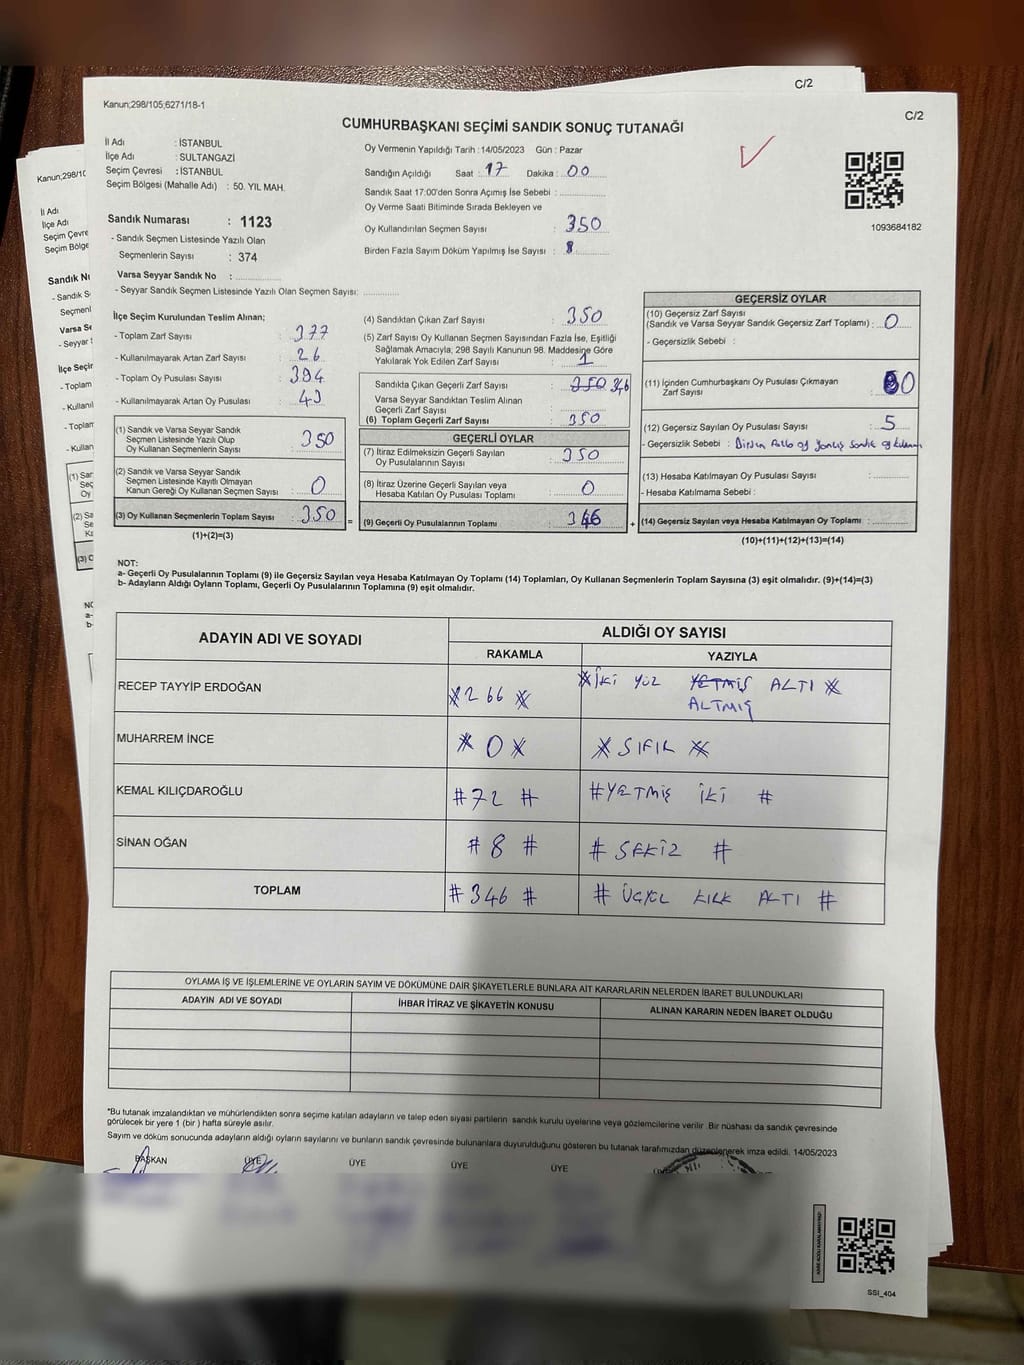 C/2
Kanun;298/105;6271/18-1
C/2
CUMHURBAŞKANI SEÇİMİ SANDIK SONUÇ TUTANAĞI
İl Adı : İSTANBUL
İlçe Adı : SULTANGAZİ
Seçim Çevresi : İSTANBUL
Seçim Bölgesi (Mahalle Adı) : 50. YIL MAH.
Oy Vermenin Yapıldığı Tarih :14/05/2023 Gün : Pazar
Sandığın Açıldığı Saat : 17 Dakika : 00
Sandık Saat 17:00'den Sonra Açılmış İse Sebebi :
Oy Verme Saati Bitiminde Sırada Bekleyen ve
Oy Kullandırılan Seçmen Sayısı : 350
Birden Fazla Sayım Döküm Yapılmış İse Sayısı :
1093684182
Sandık Numarası : 1123
- Sandık Seçmen Listesinde Yazılı Olan
Seçmenlerin Sayısı : 374
Varsa Seyyar Sandık No :
- Seyyar Sandık Seçmen Listesinde Yazılı Olan Seçmen Sayısı:
İlçe Seçim Kurulundan Teslim Alınan;
- Toplam Zarf Sayısı : 377
- Kullanılmayarak Artan Zarf Sayısı : 26
- Toplam Oy Pusulası Sayısı : 394
- Kullanılmayarak Artan Oy Pusulası : 43
(1) Sandık ve Varsa Seyyar Sandık
Seçmen Listesinde Yazılı Olup
Oy Kullanan Seçmenlerin Sayısı : 350
(2) Sandık ve Varsa Seyyar Sandık
Seçmen Listesinde Kayıtlı Olmayan
Kanun Gereği Oy Kullanan Seçmen Sayısı : 0
(3) Oy Kullanan Seçmenlerin Toplam Sayısı : 350 =
(1)+(2)=(3)
(4) Sandıktan Çıkan Zarf Sayısı : 350
(5) Zarf Sayısı Oy Kullanan Seçmen Sayısından Fazla İse, Eşitliği
Sağlamak Amacıyla; 298 Sayılı Kanunun 98. Maddesine Göre
Yakılarak Yok Edilen Zarf Sayısı : 1
Sandıkta Çıkan Geçerli Zarf Sayısı : 350 346
Varsa Seyyar Sandıktan Teslim Alınan
Geçerli Zarf Sayısı
(6) Toplam Geçerli Zarf Sayısı : 350
GEÇERLİ OYLAR
(7) İtiraz Edilmeksizin Geçerli Sayılan
Oy Pusulalarının Sayısı : 350
(8) İtiraz Üzerine Geçerli Sayılan veya
Hesaba Katılan Oy Pusulası Toplamı : 0
(9) Geçerli Oy Pusulalarının Toplamı : 346 +
GEÇERSİZ OYLAR
(10) Geçersiz Zarf Sayısı
(Sandık ve Varsa Seyyar Sandık Geçersiz Zarf Toplamı) : 0
- Geçersizlik Sebebi :
(11) İçinden Cumhurbaşkanı Oy Pusulası Çıkmayan
Zarf Sayısı : 0
(12) Geçersiz Sayılan Oy Pusulası Sayısı : 5
- Geçersizlik Sebebi : Birden Fazla oy yanlış sandık
(13) Hesaba Katılmayan Oy Pusulası Sayısı :
- Hesaba Katılmama Sebebi :
(14) Geçersiz Sayılan veya Hesaba Katılmayan Oy Toplamı :
(10)+(11)+(12)+(13)=(14)
NOT:
a- Geçerli Oy Pusulalarının Toplamı (9) ile Geçersiz Sayılan veya Hesaba Katılmayan Oy Toplamı (14) Toplamları, Oy Kullanan Seçmenlerin Toplam Sayısına (3) eşit olmalıdır. (9)+(14)=(3)
b- Adayların Aldığı Oyların Toplamı, Geçerli Oy Pusulalarının Toplamına (9) eşit olmalıdır.
ADAYIN ADI VE SOYADI
ALDIĞI OY SAYISI
RAKAMLA YAZIYLA
RECEP TAYYİP ERDOĞAN 266 İKİ YÜZ YETMİŞ ALTI
ALTMIŞ
MUHARREM İNCE 0 SIFIR
KEMAL KILIÇDAROĞLU #72 # #YETMİŞ İKİ #
SİNAN OĞAN # 8 # # SEKİZ #
TOPLAM #346 # # ÜÇYÜZ KIRK ALTI #
OYLAMA İŞ VE İŞLEMLERİNE VE OYLARIN SAYIM VE DÖKÜMÜNE DAİR ŞİKAYETLERLE BUNLARA AİT KARARLARIN NELERDEN İBARET BULUNDUKLARI
ADAYIN ADI VE SOYADI İHBAR İTİRAZ VE ŞİKAYETİN KONUSU ALINAN KARARIN NEDEN İBARET OLDUĞU
*Bu tutanak imzalandıktan ve mühürlendikten sonra seçime katılan adayların ve talep eden siyasi partilerin sandık kurulu üyelerine veya gözlemcilerine verilir. Bir nüshası da sandık çevresinde
görülecek bir yere 1 (bir ) hafta süreyle asılır.
Sayım ve döküm sonucunda adayların aldığı oyların sayılarını ve bunların sandık çevresinde bulunanlara duyurulduğunu gösteren bu tutanak tarafımızdan düzenlenerek imza edildi. 14/05/2023
BAŞKAN ÜYE ÜYE ÜYE ÜYE
SSI_404